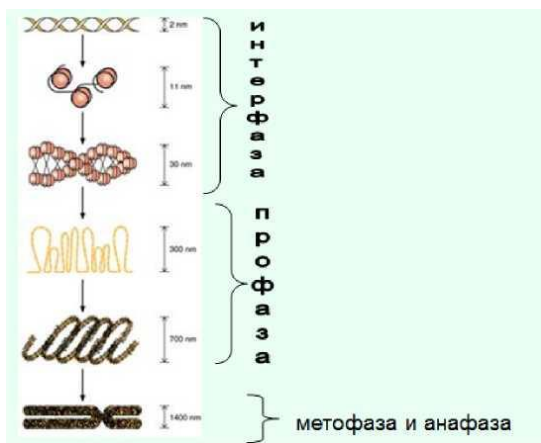 2 nm
интерфаза
11 nm
30 nm
профаза
300 nm
700 nm
1400 nm
метофаза и анафаза